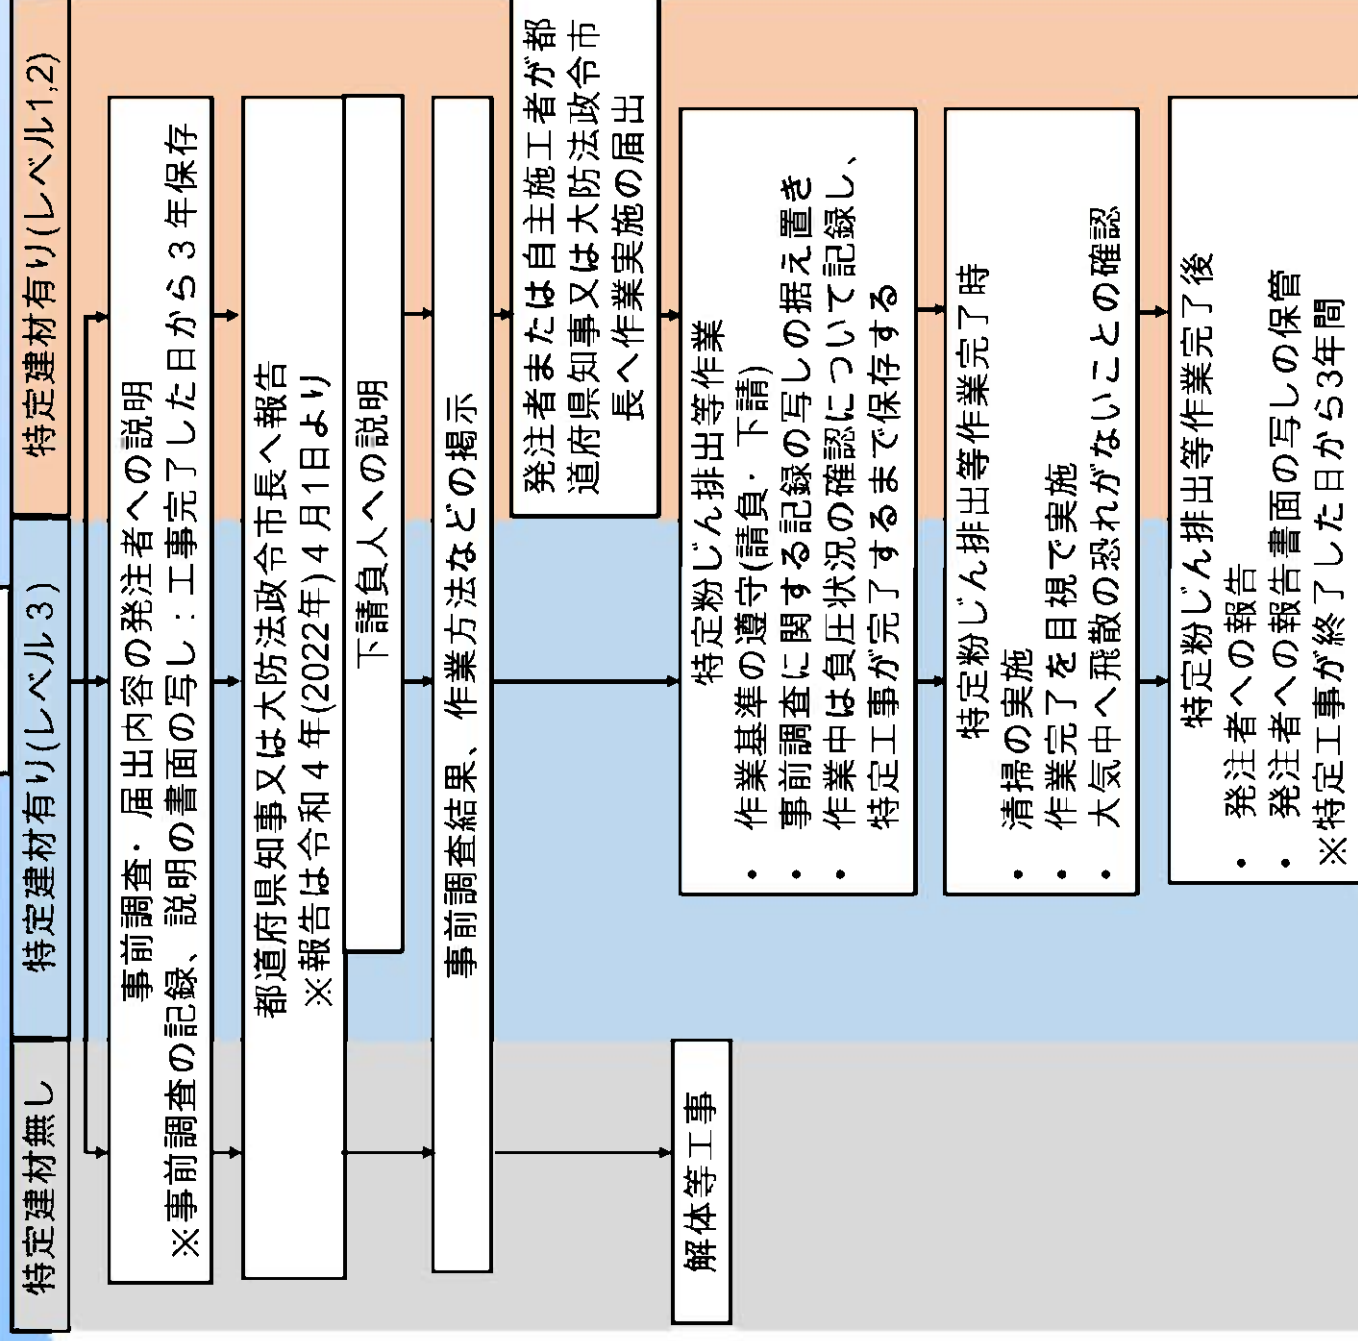 特定建材無し
特定建材有り(レベル3)
特定建材有り(レベル1,2)
事前調査・届出内容の発注者への説明
※事前調査の記録、説明の書面の写し:工事完了した日から3年保存
都道府県知事又は大防法政令市長へ報告
※報告は令和4年(2022年)4月1日より
下請負人への説明
事前調査結果、作業方法などの掲示
発注者または自主施工者が都
道府県知事又は大防法政令市
長へ作業実施の届出
解体等工事
特定粉じん排出等作業
・ 作業基準の遵守(請負・下請)
・ 事前調査に関する記録の写しの据え置き
・ 作業中は負圧状況の確認について記録し、
特定工事が完了するまで保存する
特定粉じん排出等作業完了時
・ 清掃の実施
・ 作業完了を目視で実施
・ 大気中へ飛散の恐れがないことの確認
特定粉じん排出等作業完了後
・ 発注者への報告
・ 発注者への報告書面の写しの保管
※特定工事が終了した日から3年間